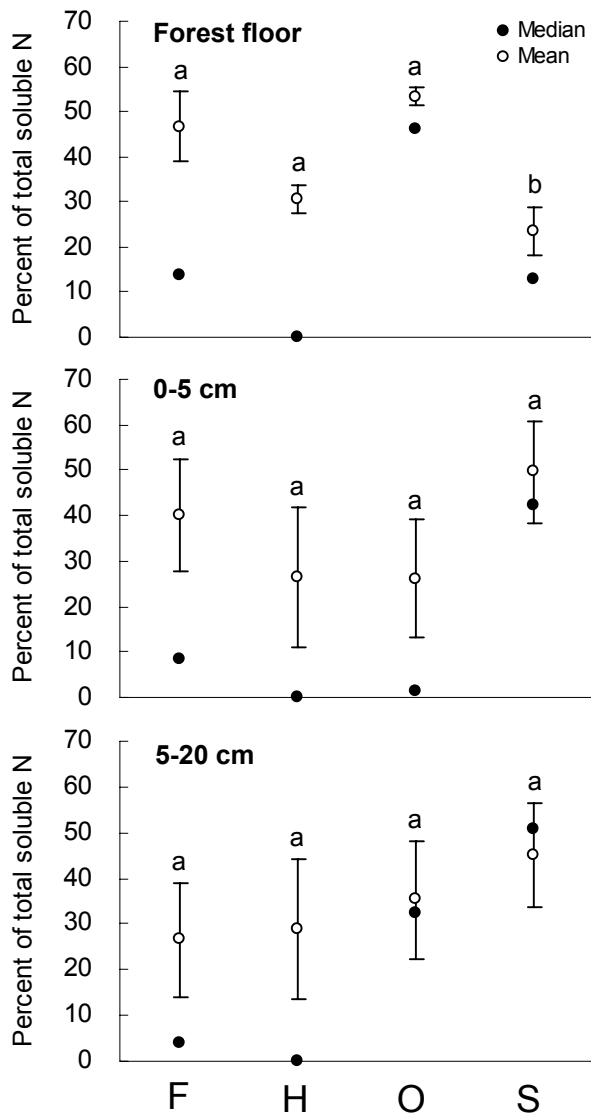 Percent of total soluble N
70
60
50
40
30
20
10
0
Forest floor
Median
Mean
a
a
a
b
Percent of total soluble N
70
60
50
40
30
20
10
0
0-5 cm
a
a
a
a
Percent of total soluble N
70
60
50
40
30
20
10
0
5-20 cm
a
a
a
a
F H O S